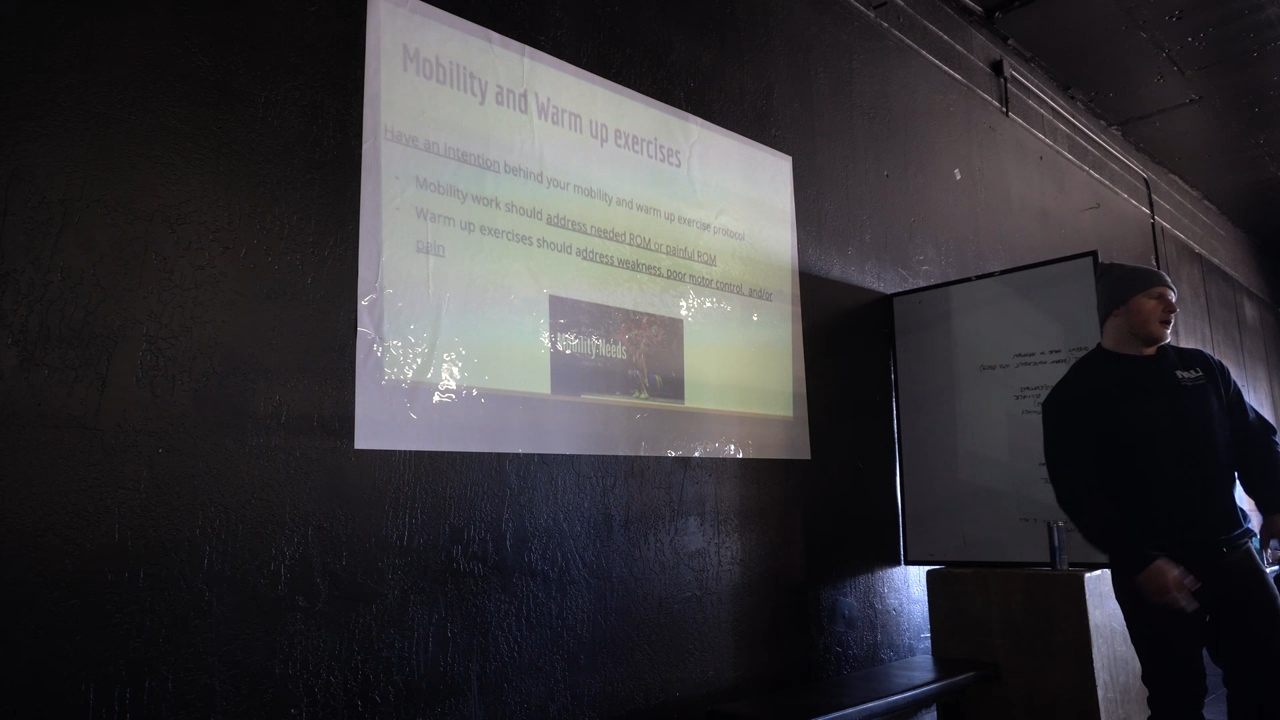 Mobility and Warm up exercises
Have an intention behind your mobility and warm up exercise protocol
Mobility work should address needed ROM or painful ROM
Warm up exercises should address weakness, poor motor control, and/or
pain
Mobility Needs